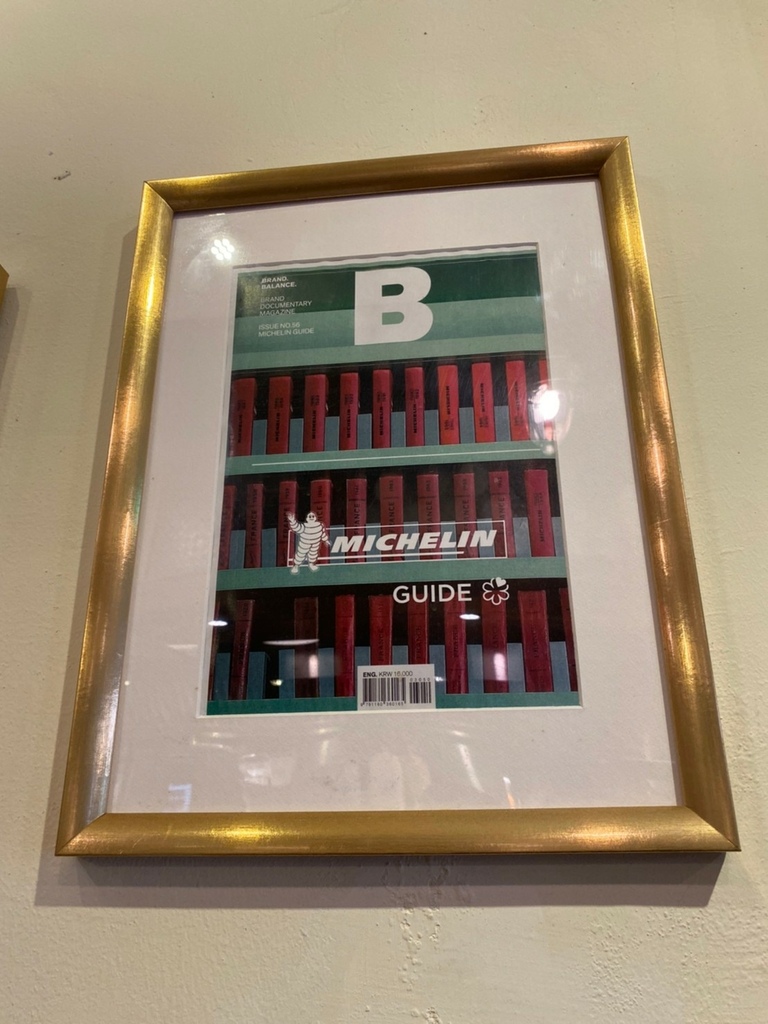 BRAND.
BALANCE.
B
BRAND
DOCUMENTARY
MAGAZINE
ISSUE NO.56
MICHELIN GUIDE
MICHELIN
GUIDE
ENG. KRW 16,000